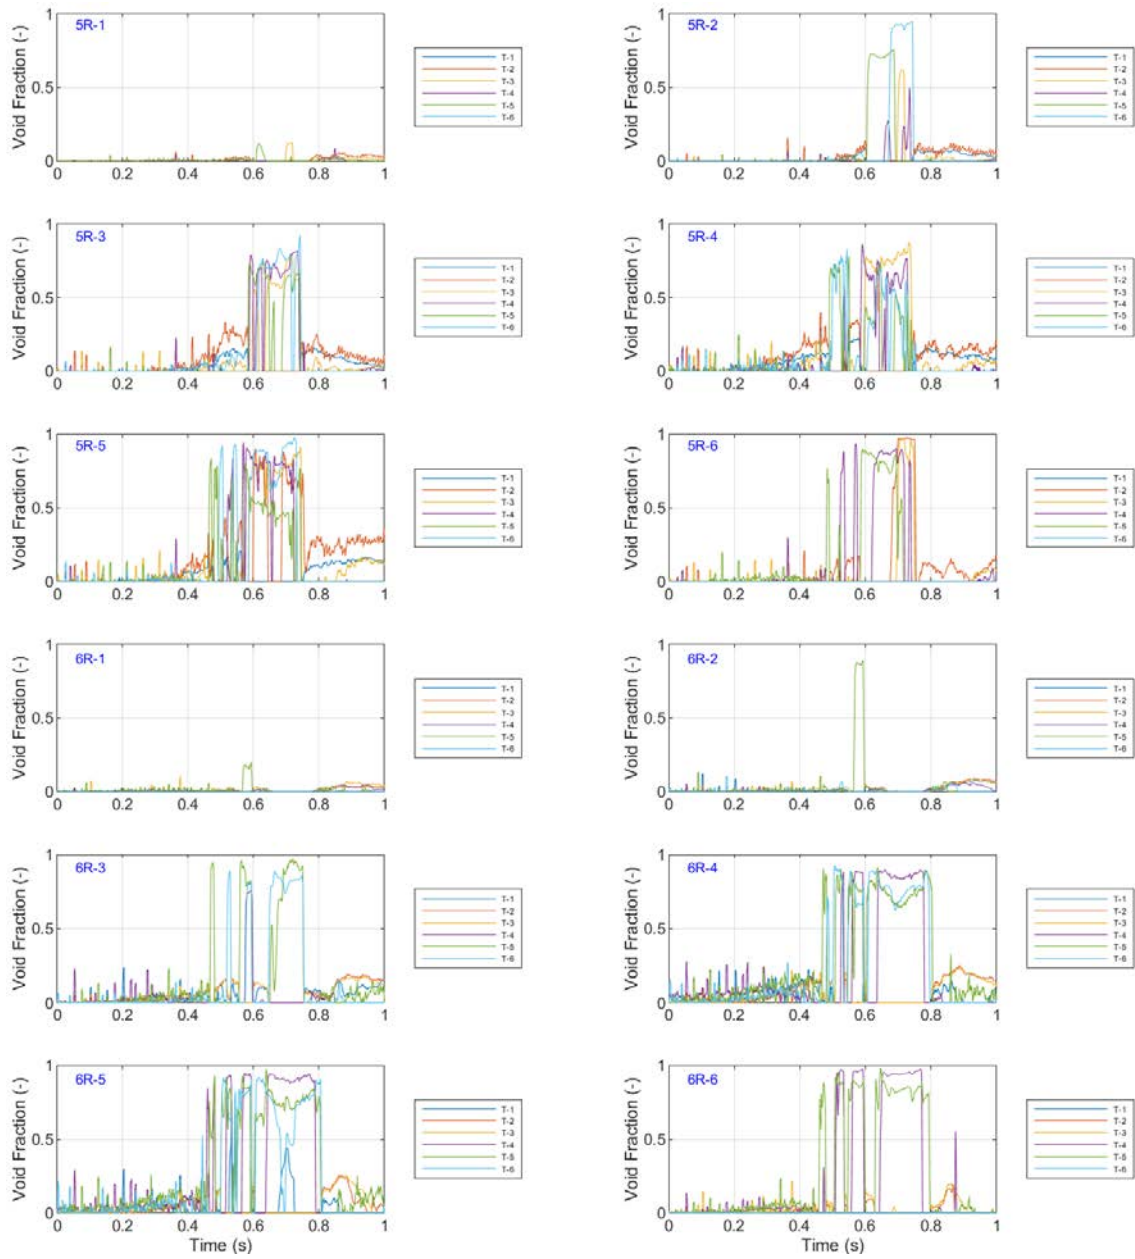 1
0.5
0
Void Fraction (-)
5R-1
0 0.2 0.4 0.6 0.8 1
T-1
T-2
T-3
T-4
T-5
T-6
1
0.5
0
Void Fraction (-)
5R-2
0 0.2 0.4 0.6 0.8 1
T-1
T-2
T-3
T-4
T-5
T-6
1
0.5
0
Void Fraction (-)
5R-3
0 0.2 0.4 0.6 0.8 1
T-1
T-2
T-3
T-4
T-5
T-6
1
0.5
0
Void Fraction (-)
5R-4
0 0.2 0.4 0.6 0.8 1
T-1
T-2
T-3
T-4
T-5
T-6
1
0.5
0
Void Fraction (-)
5R-5
0 0.2 0.4 0.6 0.8 1
T-1
T-2
T-3
T-4
T-5
T-6
1
0.5
0
Void Fraction (-)
5R-6
0 0.2 0.4 0.6 0.8 1
T-1
T-2
T-3
T-4
T-5
T-6
1
0.5
0
Void Fraction (-)
6R-1
0 0.2 0.4 0.6 0.8 1
T-1
T-2
T-3
T-4
T-5
T-6
1
0.5
0
Void Fraction (-)
6R-2
0 0.2 0.4 0.6 0.8 1
T-1
T-2
T-3
T-4
T-5
T-6
1
0.5
0
Void Fraction (-)
6R-3
0 0.2 0.4 0.6 0.8 1
T-1
T-2
T-3
T-4
T-5
T-6
1
0.5
0
Void Fraction (-)
6R-4
0 0.2 0.4 0.6 0.8 1
T-1
T-2
T-3
T-4
T-5
T-6
1
0.5
0
Void Fraction (-)
6R-5
0 0.2 0.4 0.6 0.8 1
Time (s)
T-1
T-2
T-3
T-4
T-5
T-6
1
0.5
0
Void Fraction (-)
6R-6
0 0.2 0.4 0.6 0.8 1
Time (s)
T-1
T-2
T-3
T-4
T-5
T-6